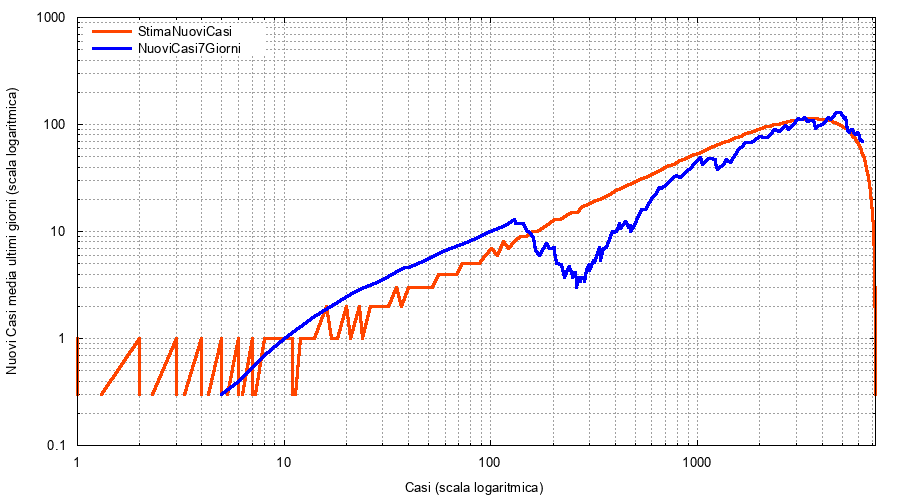 1000
100
10
1
0.1
1
10
100
1000
StimaNuoviCasi
NuoviCasi7Giorni
Nuovi Casi media ultimi giorni (scala logaritmica)
Casi (scala logaritmica)